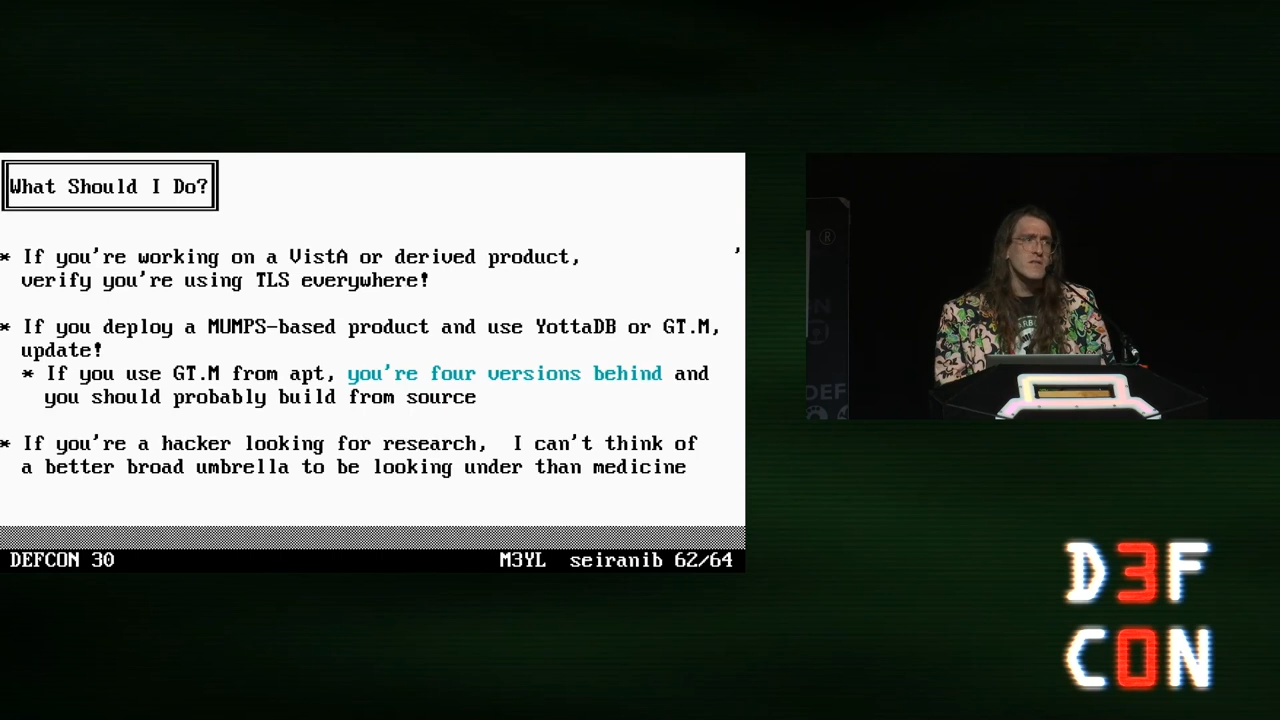 What Should I Do?
* If you're working on a VistA or derived product,
'
verify you're using TLS everywhere!
* If you deploy a MUMPS-based product and use YottaDB or GT.M,
update!
* If you use GT.M from apt, you're four versions behind and
you should probably build from source
* If you're a hacker looking for research,  I can't think of
a better broad umbrella to be looking under than medicine
DEFCON 30
M3YL  seiranib 62/64
®
DEF
D3F
C0N